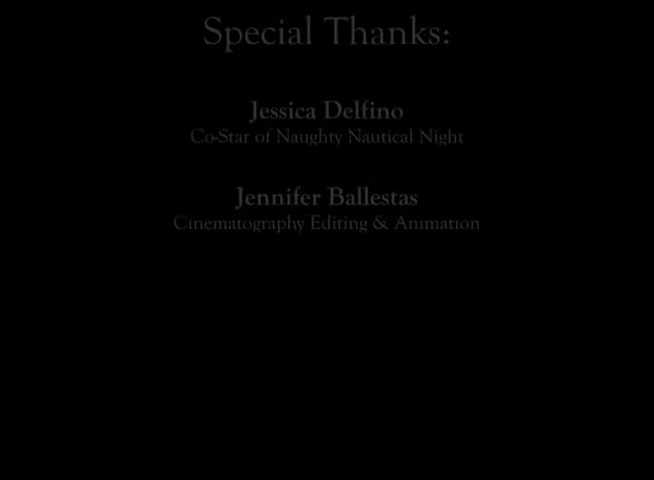 Special Thanks:
Jessica Delfino
Co-Star of Naughty Nautical Night
Jennifer Ballestas
Cinematography Editing & Animation